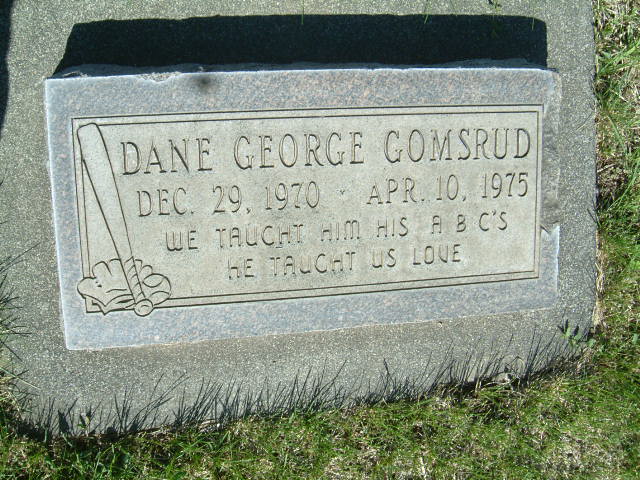 DANE GEORGE GOMSRUD
DEC. 29, 1970 · APR. 10, 1975
WE TAUGHT HIM HIS A B C'S
HE TAUGHT US LOVE